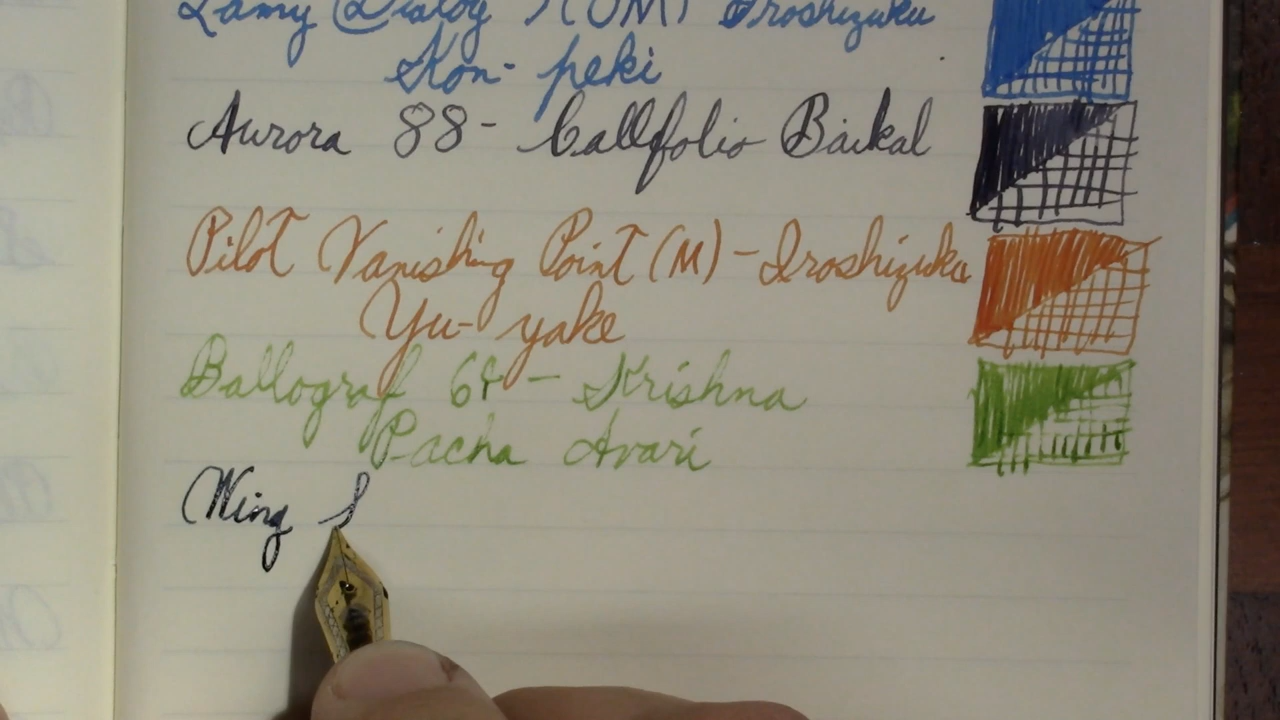 Lamy Dialog (OM) Iroshizuku
Kon-peki
Aurora 88 - Callifolio Baikal
Pilot Vanishing Point (M) - Iroshizuku
Yu-yake
Ballograf 64 - Krishna
Pacha Avari
Wing S